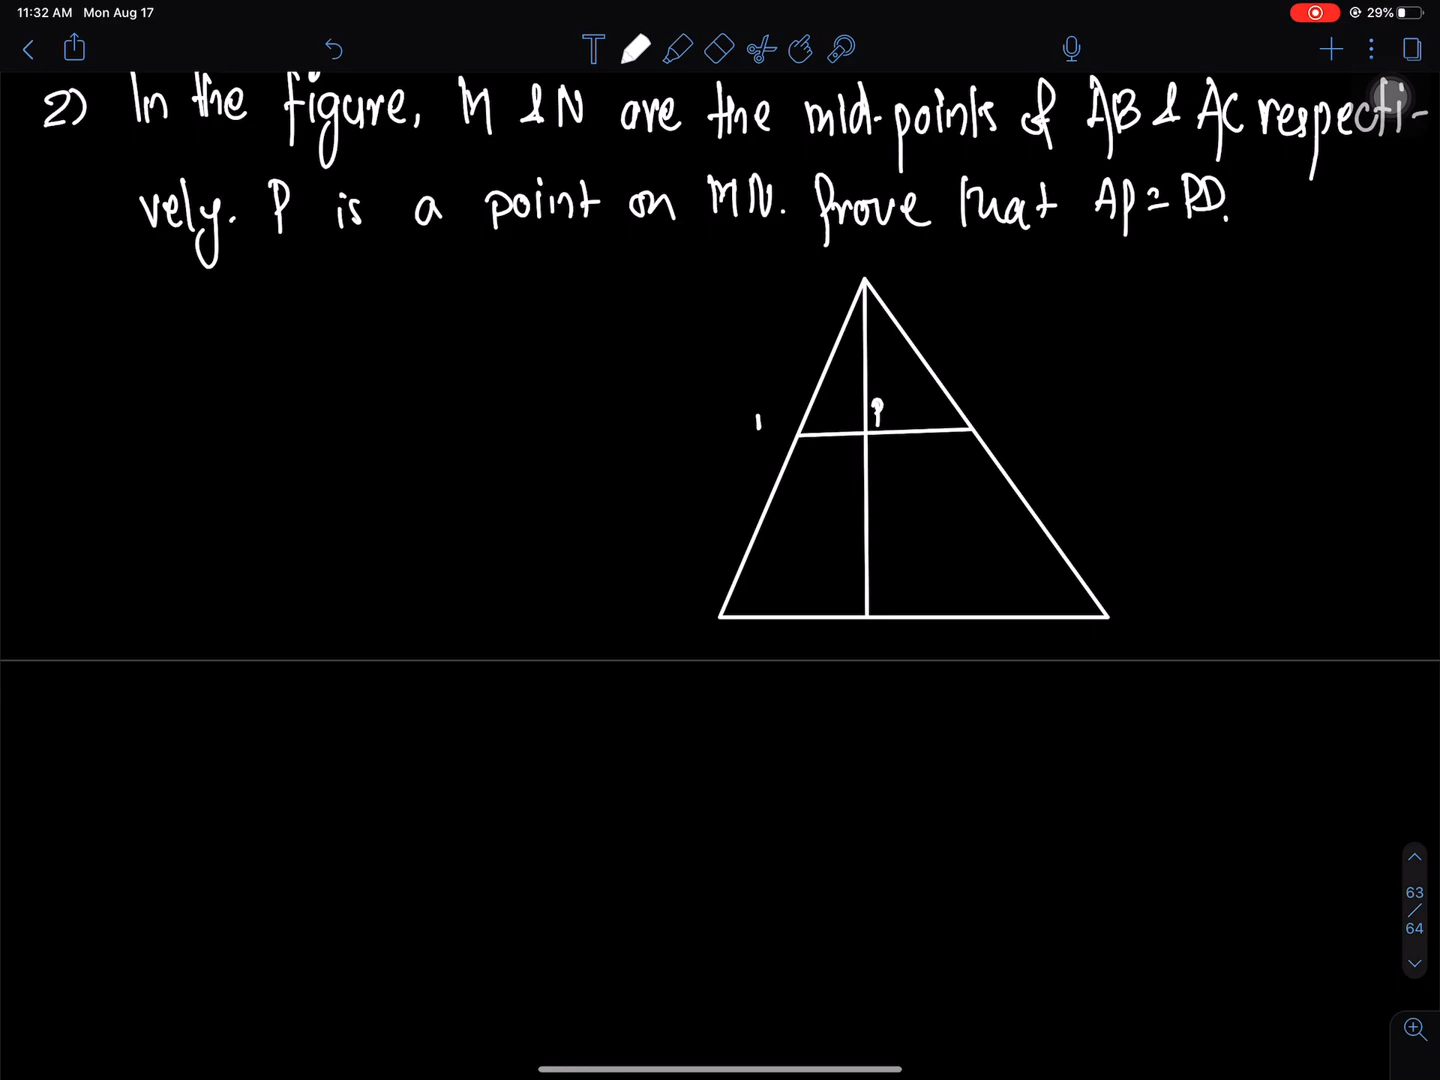 11:32 AM Mon Aug 17
29%
T
2) In the figure, M & N are the mid-points of AB & AC respecti-
vely. P is a point on MN. Prove that AP = PD.
P
63
64